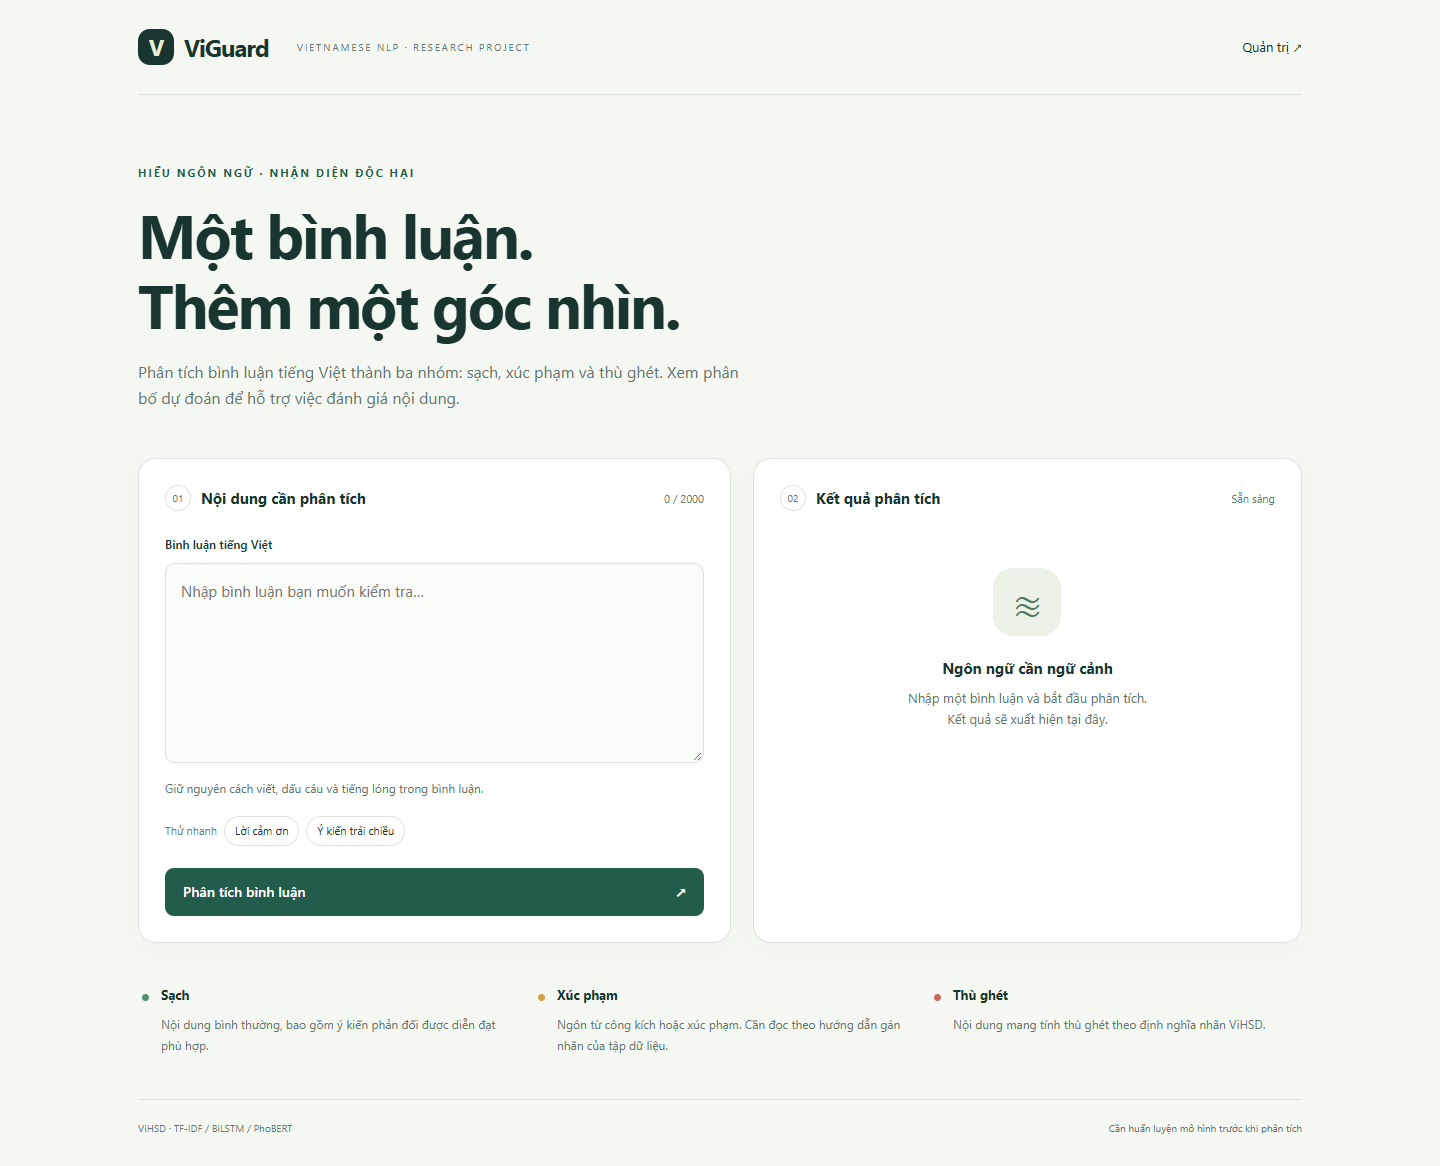 V ViGuard VIETNAMESE NLP · RESEARCH PROJECT Quản trị ↗
HIỂU NGÔN NGỮ · NHẬN DIỆN ĐỘC HẠI
Một bình luận.
Thêm một góc nhìn.
Phân tích bình luận tiếng Việt thành ba nhóm: sạch, xúc phạm và thù ghét. Xem phân
bố dự đoán để hỗ trợ việc đánh giá nội dung.
01 Nội dung cần phân tích 0 / 2000
Bình luận tiếng Việt
Nhập bình luận bạn muốn kiểm tra...
Giữ nguyên cách viết, dấu câu và tiếng lóng trong bình luận.
Thử nhanh Lời cảm ơn Ý kiến trái chiều
Phân tích bình luận ↗
02 Kết quả phân tích Sẵn sàng
Ngôn ngữ cần ngữ cảnh
Nhập một bình luận và bắt đầu phân tích.
Kết quả sẽ xuất hiện tại đây.
Sạch
Nội dung bình thường, bao gồm ý kiến phản đối được diễn đạt
phù hợp.
Xúc phạm
Ngôn từ công kích hoặc xúc phạm. Cần đọc theo hướng dẫn gán
nhãn của tập dữ liệu.
Thù ghét
Nội dung mang tính thù ghét theo định nghĩa nhãn ViHSD.
ViHSD · TF-IDF / BiLSTM / PhoBERT Cần huấn luyện mô hình trước khi phân tích